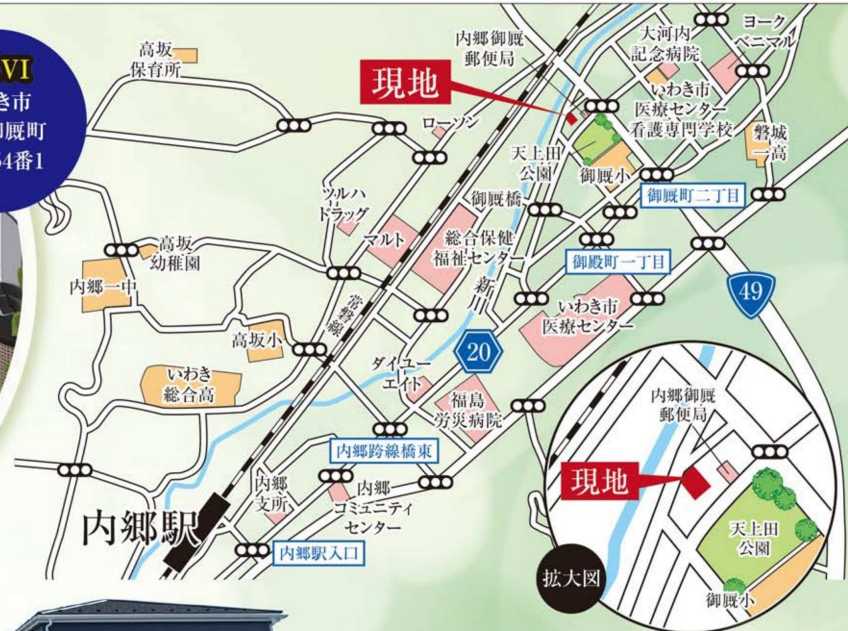 VI
き市
御厩町
64番1
高坂
保育所
内郷御厩
郵便局
大河内
記念病院
ヨーク
ベニマル
現地
ローソン
いわき市
医療センター
看護専門学校
磐城
一高
天上田
公園
御厩小
御厩町二丁目
ツルハ
ドラッグ
マルト
御厩橋
総合保健
福祉センター
御殿町一丁目
高坂
幼稚園
内郷一中
常磐線
新川
49
いわき市
医療センター
高坂小
20
いわき
総合高
ダイユー
エイト
福島
労災病院
内郷跨線橋東
内郷
支所
内郷
コミュニティ
センター
内郷駅
内郷駅入口
内郷御厩
郵便局
現地
天上田
公園
御厩小
拡大図